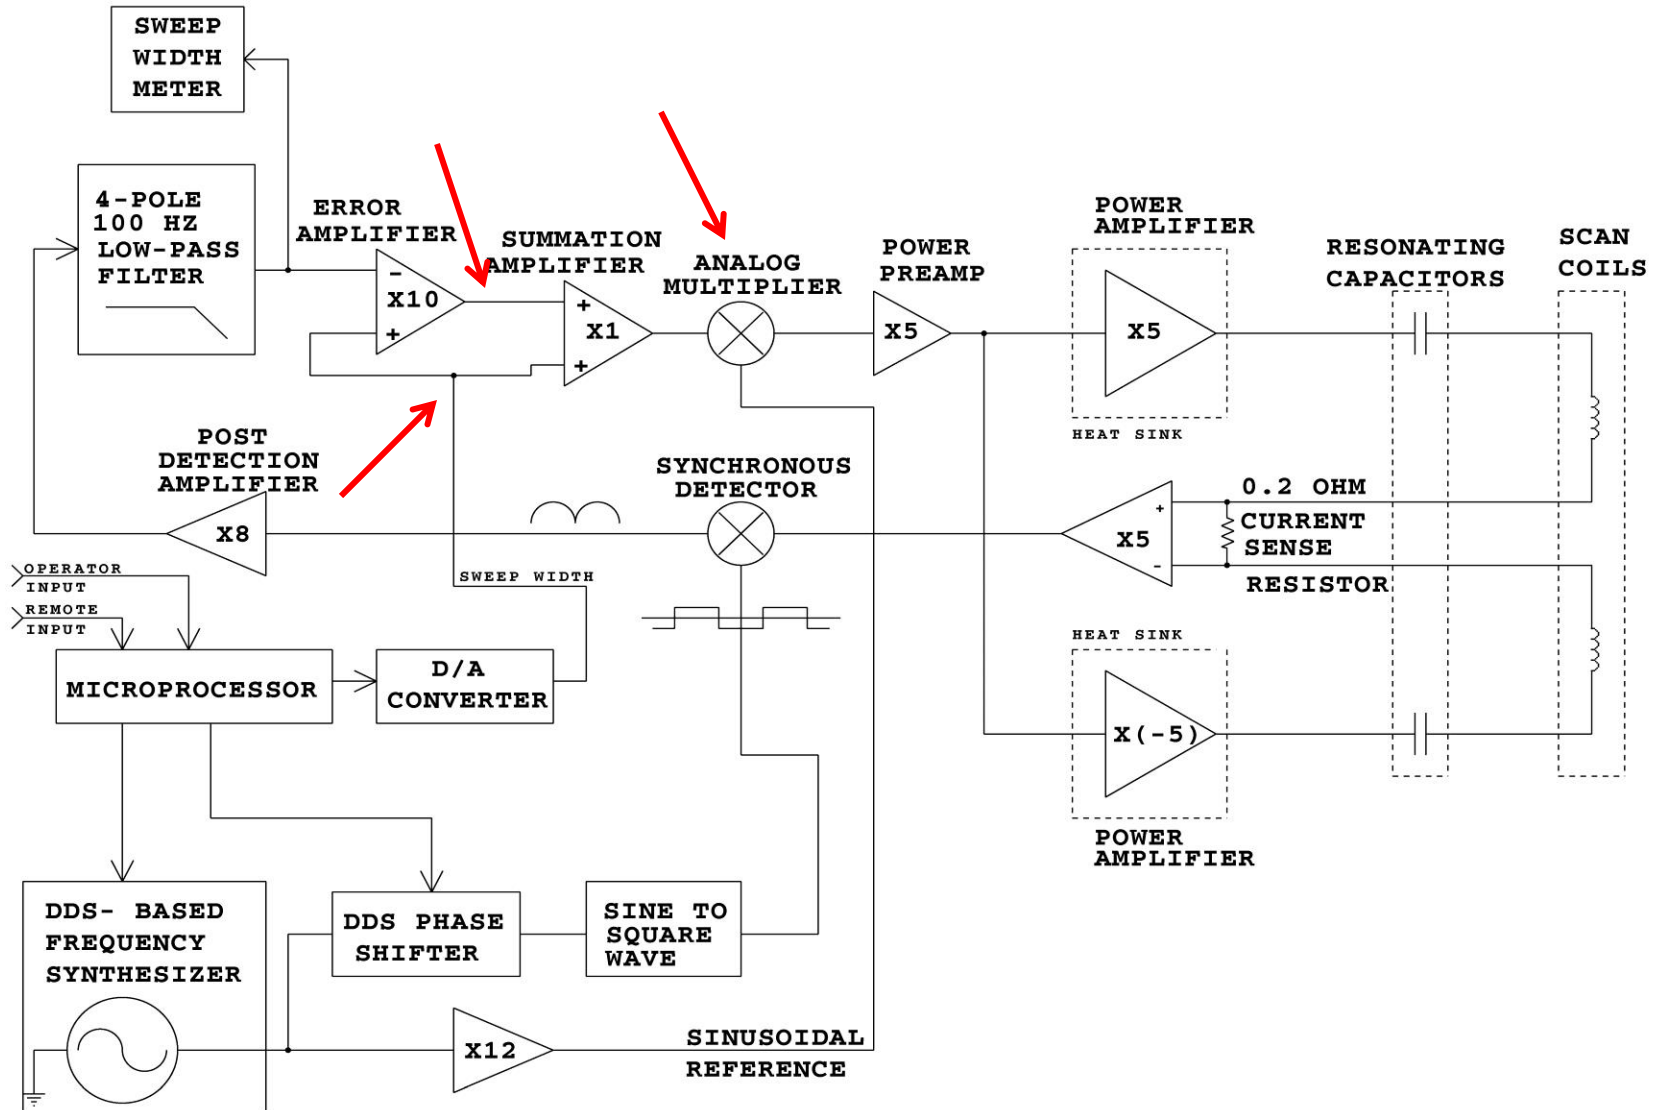 SWEEP
WIDTH
METER
4-POLE
100 HZ
LOW-PASS
FILTER
ERROR
AMPLIFIER
-
X10
+
SUMMATION
AMPLIFIER
+
X1
+
ANALOG
MULTIPLIER
POWER
PREAMP
X5
POWER
AMPLIFIER
X5
HEAT SINK
RESONATING
CAPACITORS
SCAN
COILS
POST
DETECTION
AMPLIFIER
X8
SYNCHRONOUS
DETECTOR
+
X5
-
0.2 OHM
CURRENT
SENSE
RESISTOR
OPERATOR
INPUT
REMOTE
INPUT
SWEEP WIDTH
MICROPROCESSOR
D/A
CONVERTER
HEAT SINK
X(-5)
POWER
AMPLIFIER
DDS- BASED
FREQUENCY
SYNTHESIZER
DDS PHASE
SHIFTER
SINE TO
SQUARE
WAVE
X12
SINUSOIDAL
REFERENCE